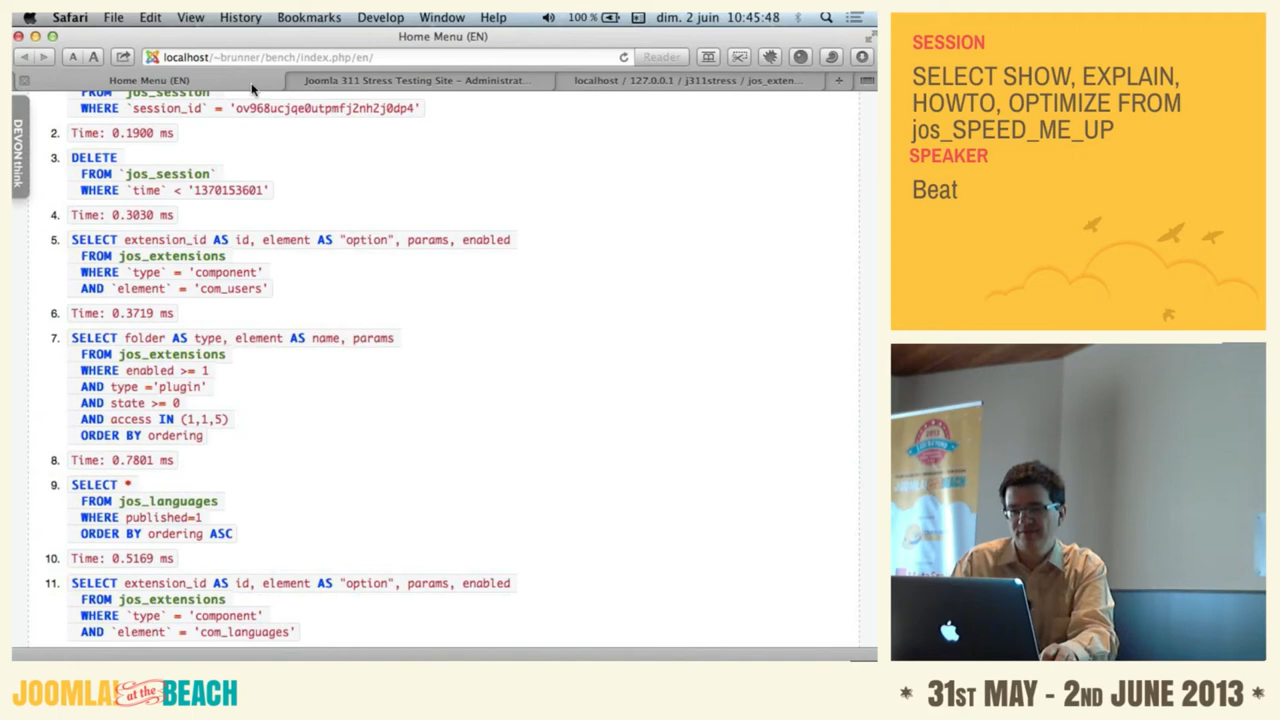 Safari File Edit View History Bookmarks Develop Window Help 100 % dim. 2 juin 10:45:48
Home Menu (EN)
A A localhost/~brunner/bench/index.php/en/ Reader
Home Menu (EN) Joomla 311 Stress Testing Site – Administrat... localhost / 127.0.0.1 / j311stress / jos_exten... +
DEVONthink
FROM `jos_session`
WHERE `session_id` = 'ov968ucjqe0utpmfj2nh2j0dp4'
2. Time: 0.1900 ms
3. DELETE
FROM `jos_session`
WHERE `time` < '1370153601'
4. Time: 0.3030 ms
5. SELECT extension_id AS id, element AS "option", params, enabled
FROM jos_extensions
WHERE `type` = 'component'
AND `element` = 'com_users'
6. Time: 0.3719 ms
7. SELECT folder AS type, element AS name, params
FROM jos_extensions
WHERE enabled >= 1
AND type ='plugin'
AND state >= 0
AND access IN (1,1,5)
ORDER BY ordering
8. Time: 0.7801 ms
9. SELECT *
FROM jos_languages
WHERE published=1
ORDER BY ordering ASC
10. Time: 0.5169 ms
11. SELECT extension_id AS id, element AS "option", params, enabled
FROM jos_extensions
WHERE `type` = 'component'
AND `element` = 'com_languages'
SESSION
SELECT SHOW, EXPLAIN,
HOWTO, OPTIMIZE FROM
jos_SPEED_ME_UP
SPEAKER
Beat
JOOMLA!
at the
BEACH
JOOMLA! at the BEACH
* 31ST MAY - 2ND JUNE 2013 *